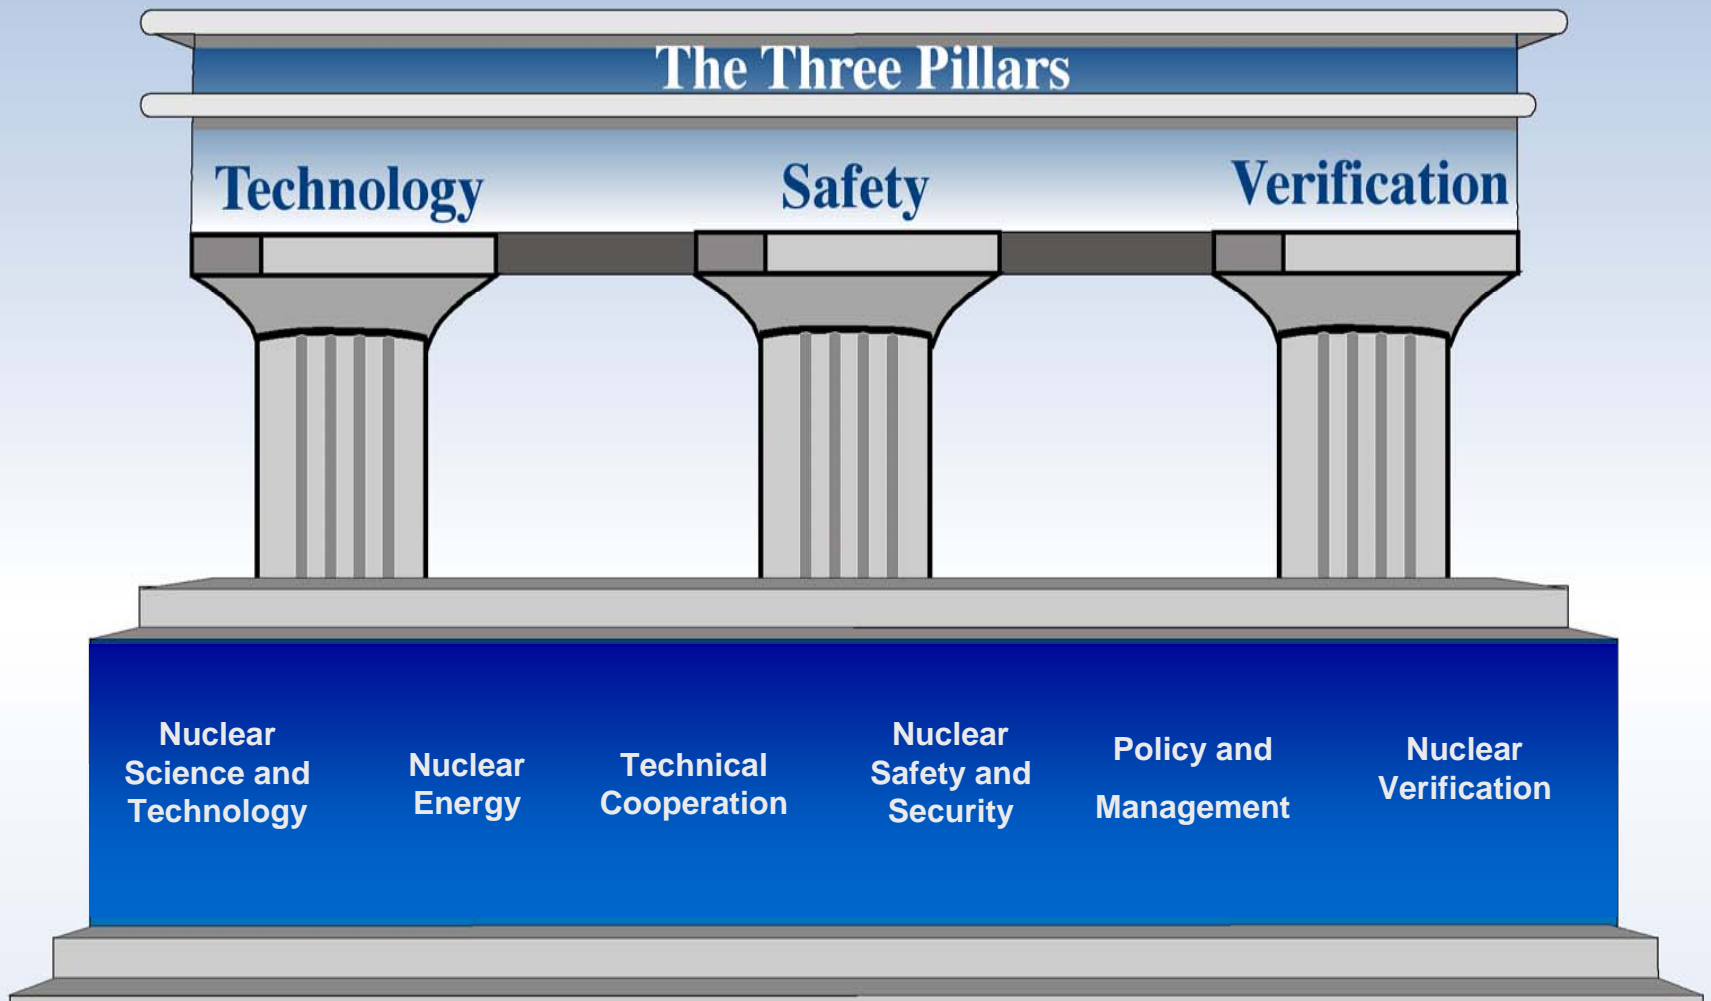 The Three Pillars
Technology
Safety
Verification
Nuclear
Science and
Technology
Nuclear
Energy
Technical
Cooperation
Nuclear
Safety and
Security
Policy and
Management
Nuclear
Verification